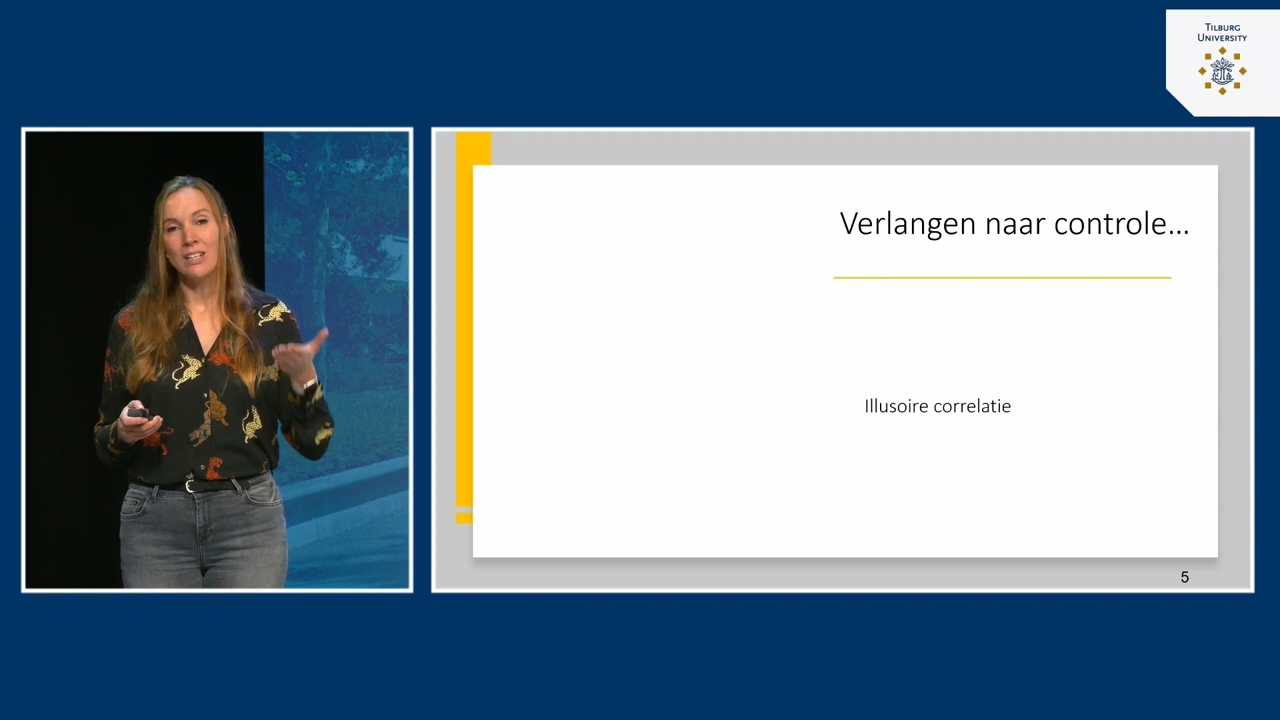 TILBURG
UNIVERSITY
Verlangen naar controle...
Illusoire correlatie
5